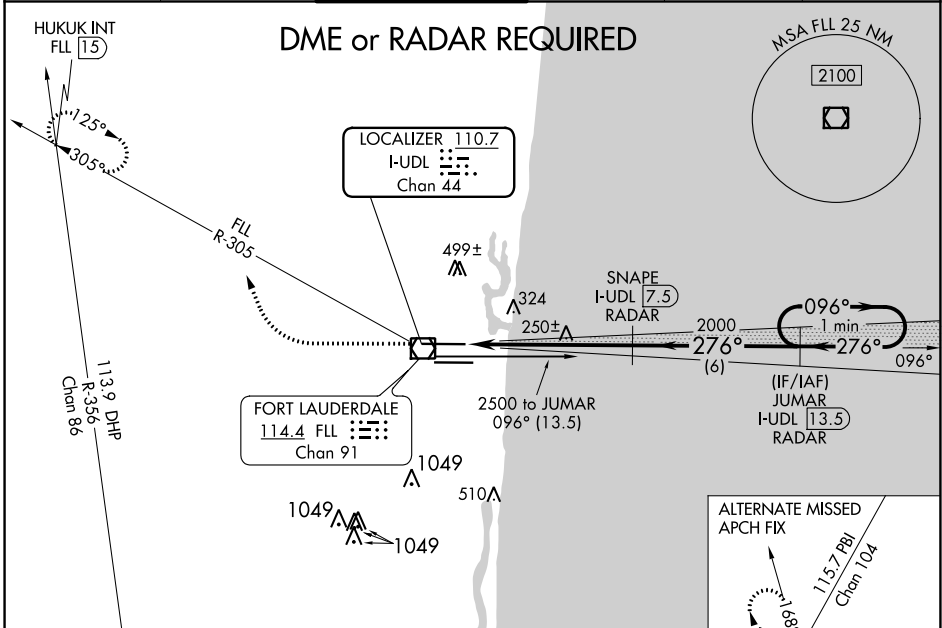 DME or RADAR REQUIRED
HUKUK INT
FLL 15
125°
305°
FLL
R-305
LOCALIZER 110.7
I-UDL
Chan 44
MSA FLL 25 NM
2100
499±
324
250±
SNAPE
I-UDL 7.5
RADAR
2000
276°
(6)
096°
1 min
276°
096°
(IF/IAF)
JUMAR
I-UDL 13.5
RADAR
2500 to JUMAR
096° (13.5)
FORT LAUDERDALE
114.4 FLL
Chan 91
113.9 DHP
R-356
Chan 86
1049
1049
1049
510
ALTERNATE MISSED
APCH FIX
115.7 PBI
Chan 104
168°